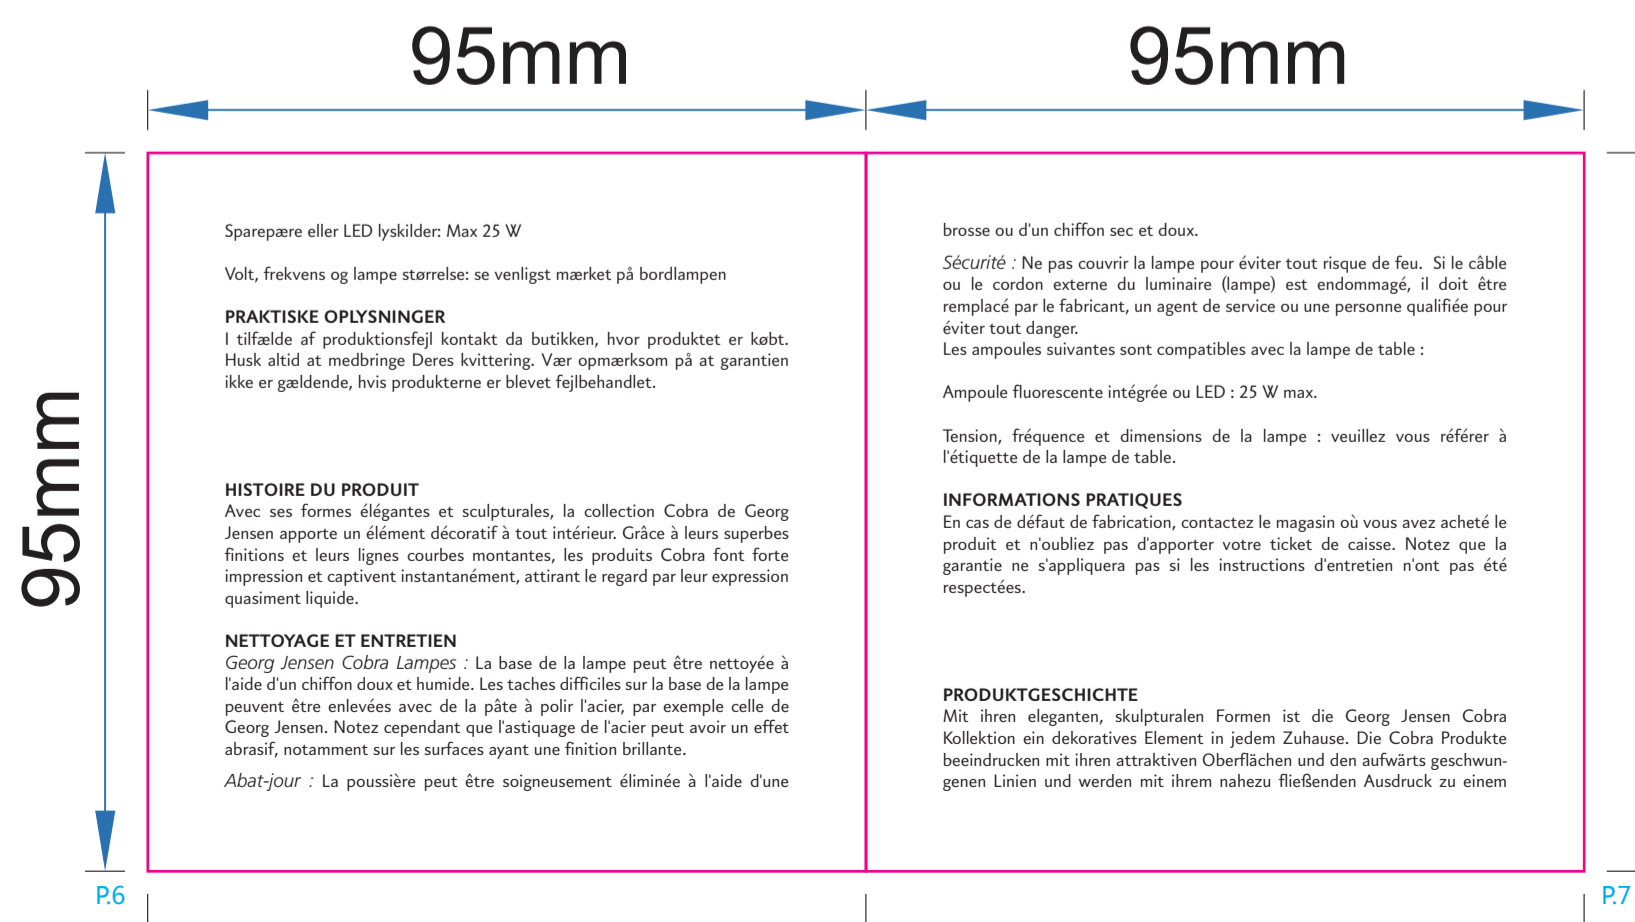 95mm
95mm
95mm
Sparepære eller LED lyskilder: Max 25 W
Volt, frekvens og lampe størrelse: se venligst mærket på bordlampen
PRAKTISKE OPLYSNINGER
I tilfælde af produktionsfejl kontakt da butikken, hvor produktet er købt.
Husk altid at medbringe Deres kvittering. Vær opmærksom på at garantien
ikke er gældende, hvis produkterne er blevet fejlbehandlet.
HISTOIRE DU PRODUIT
Avec ses formes élégantes et sculpturales, la collection Cobra de Georg
Jensen apporte un élément décoratif à tout intérieur. Grâce à leurs superbes
finitions et leurs lignes courbes montantes, les produits Cobra font forte
impression et captivent instantanément, attirant le regard par leur expression
quasiment liquide.
NETTOYAGE ET ENTRETIEN
Georg Jensen Cobra Lampes : La base de la lampe peut être nettoyée à
l'aide d'un chiffon doux et humide. Les taches difficiles sur la base de la lampe
peuvent être enlevées avec de la pâte à polir l'acier, par exemple celle de
Georg Jensen. Notez cependant que l'astiquage de l'acier peut avoir un effet
abrasif, notamment sur les surfaces ayant une finition brillante.
Abat-jour : La poussière peut être soigneusement éliminée à l'aide d'une
P.6
brosse ou d'un chiffon sec et doux.
Sécurité : Ne pas couvrir la lampe pour éviter tout risque de feu.  Si le câble
ou le cordon externe du luminaire (lampe) est endommagé, il doit être
remplacé par le fabricant, un agent de service ou une personne qualifiée pour
éviter tout danger.
Les ampoules suivantes sont compatibles avec la lampe de table :
Ampoule fluorescente intégrée ou LED : 25 W max.
Tension, fréquence et dimensions de la lampe : veuillez vous référer à
l'étiquette de la lampe de table.
INFORMATIONS PRATIQUES
En cas de défaut de fabrication, contactez le magasin où vous avez acheté le
produit et n'oubliez pas d'apporter votre ticket de caisse. Notez que la
garantie ne s'appliquera pas si les instructions d'entretien n'ont pas été
respectées.
PRODUKTGESCHICHTE
Mit ihren eleganten, skulpturalen Formen ist die Georg Jensen Cobra
Kollektion ein dekoratives Element in jedem Zuhause. Die Cobra Produkte
beeindrucken mit ihren attraktiven Oberflächen und den aufwärts geschwun-
genen Linien und werden mit ihrem nahezu fließenden Ausdruck zu einem
P.7